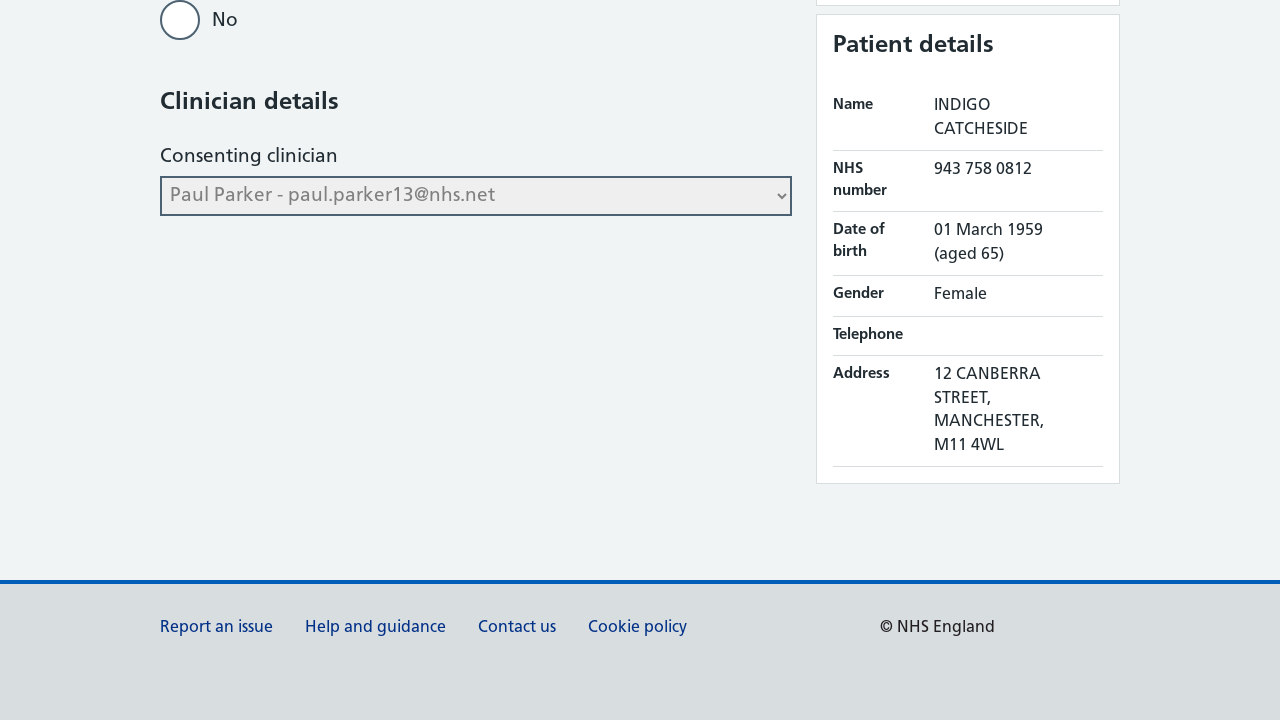 No
Clinician details
Consenting clinician
Paul Parker - paul.parker13@nhs.net
Patient details
Name
INDIGO
CATCHESIDE
NHS
number
943 758 0812
Date of
birth
01 March 1959
(aged 65)
Gender
Female
Telephone
Address
12 CANBERRA
STREET,
MANCHESTER,
M11 4WL
Report an issue
Help and guidance
Contact us
Cookie policy
© NHS England